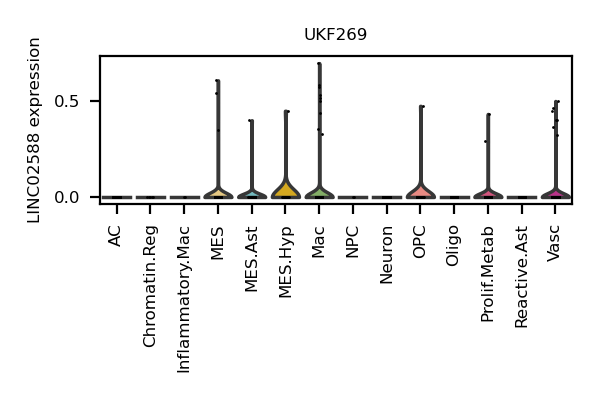 UKF269
LINC02588 expression
0.5
0.0
AC
Chromatin.Reg
Inflammatory.Mac
MES
MES.Ast
MES.Hyp
Mac
NPC
Neuron
OPC
Oligo
Prolif.Metab
Reactive.Ast
Vasc